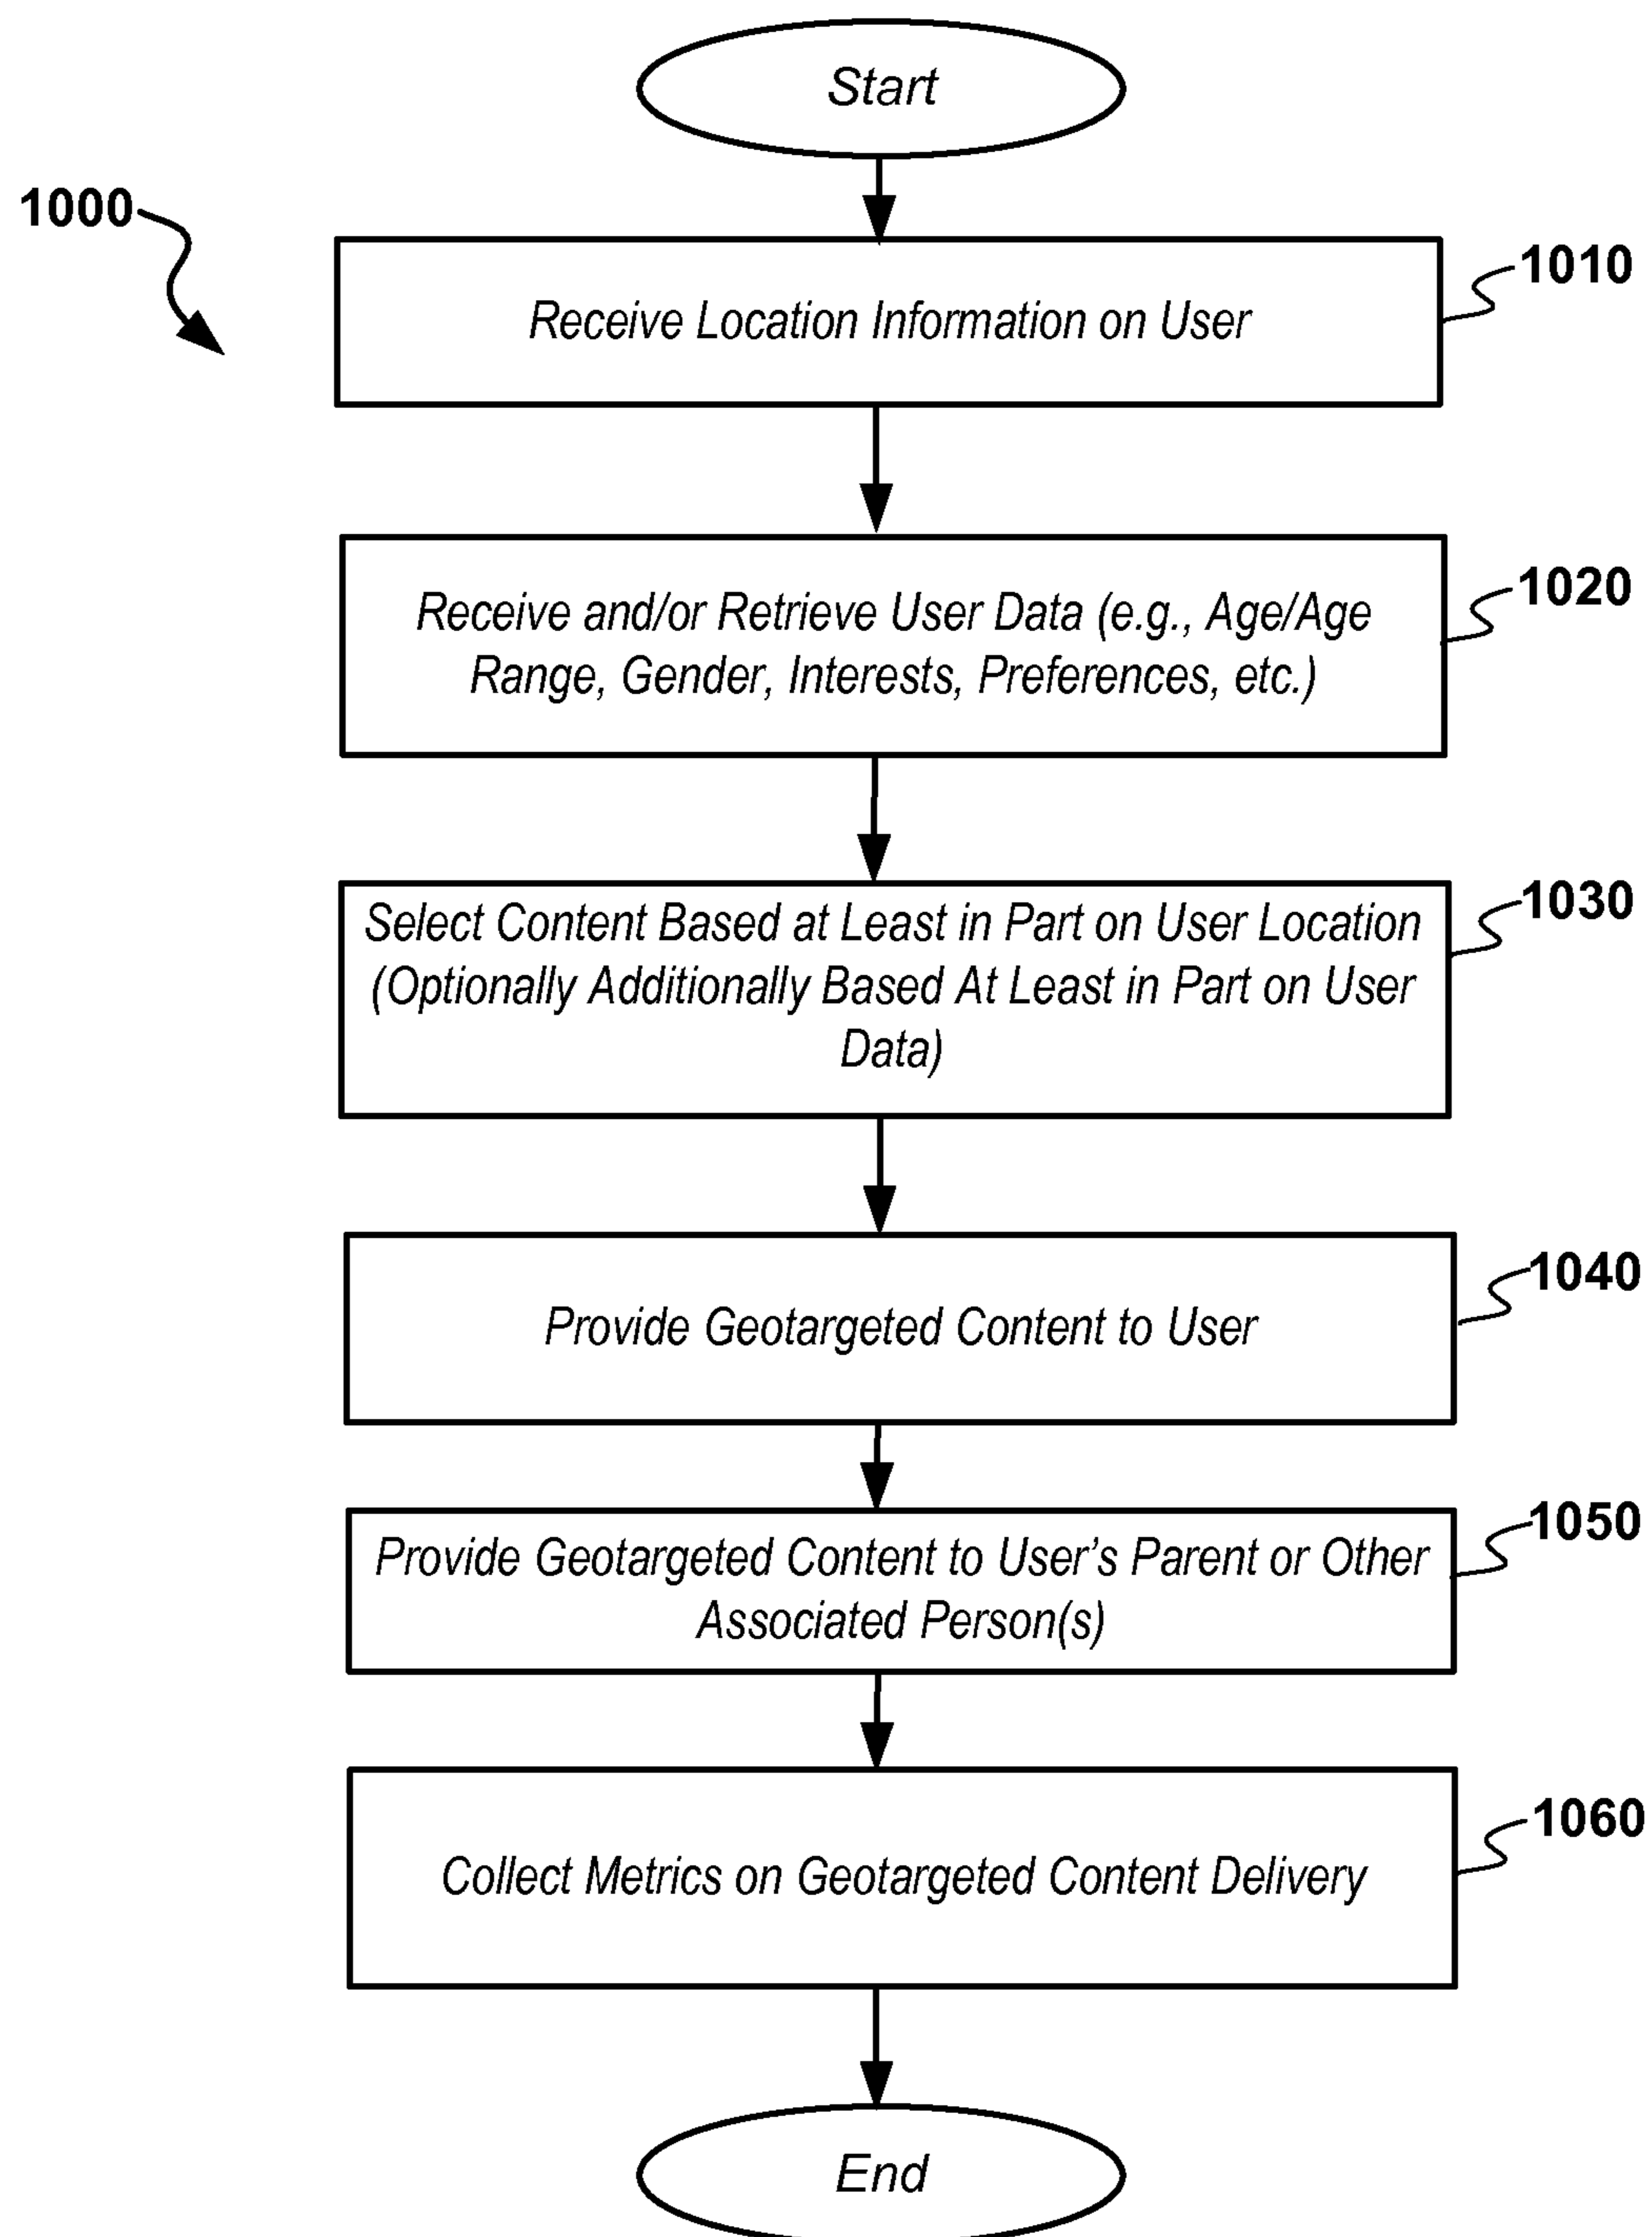 Start
1000
1010
Receive Location Information on User
1020
Receive and/or Retrieve User Data (e.g., Age/Age
Range, Gender, Interests, Preferences, etc.)
1030
Select Content Based at Least in Part on User Location
(Optionally Additionally Based At Least in Part on User
Data)
1040
Provide Geotargeted Content to User
1050
Provide Geotargeted Content to User's Parent or Other
Associated Person(s)
1060
Collect Metrics on Geotargeted Content Delivery
End